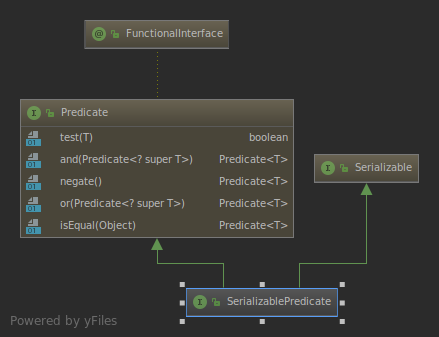 @ FunctionalInterface
I Predicate
test(T) boolean
and(Predicate<? super T>) Predicate<T>
negate() Predicate<T>
or(Predicate<? super T>) Predicate<T>
isEqual(Object) Predicate<T>
I Serializable
I SerializablePredicate
Powered by yFiles